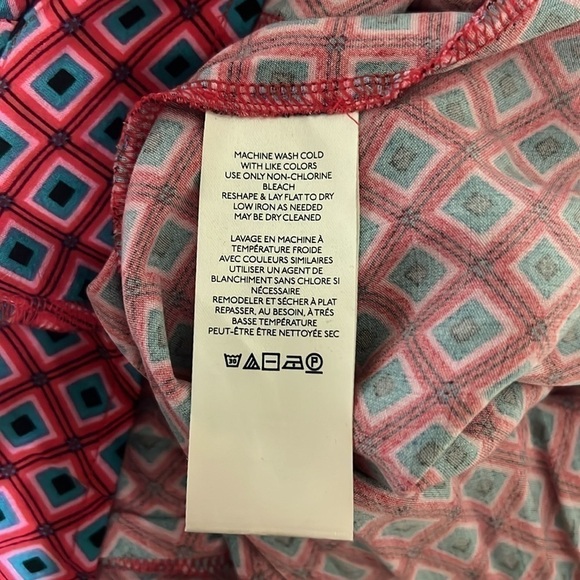 MACHINE WASH COLD
WITH LIKE COLORS
USE ONLY NON-CHLORINE
BLEACH
RESHAPE & LAY FLAT TO DRY
LOW IRON AS NEEDED
MAY BE DRY CLEANED
LAVAGE EN MACHINE À
TEMPÉRATURE FROIDE
AVEC COULEURS SIMILAIRES
UTILISER UN AGENT DE
BLANCHIMENT SANS CHLORE SI
NÉCESSAIRE
REMODELER ET SÉCHER À PLAT
REPASSER, AU BESOIN, À TRÉS
BASSE TEMPÉRATURE
PEUT-ÊTRE ÊTRE NETTOYÉE SEC
30 P